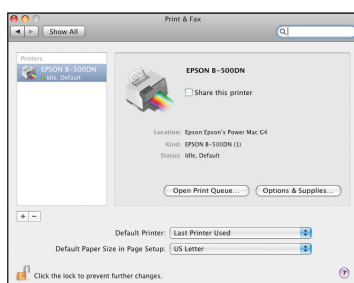 Print & Fax
Show All
Printers
EPSON B-500DN
Idle, Default
EPSON B-500DN
Share this printer
Location: Epson Epson's Power Mac G4
Kind: EPSON B-500DN (1)
Status: Idle, Default
Open Print Queue...
Options & Supplies...
+ −
Default Printer: Last Printer Used
Default Paper Size in Page Setup: US Letter
Click the lock to prevent further changes.
?